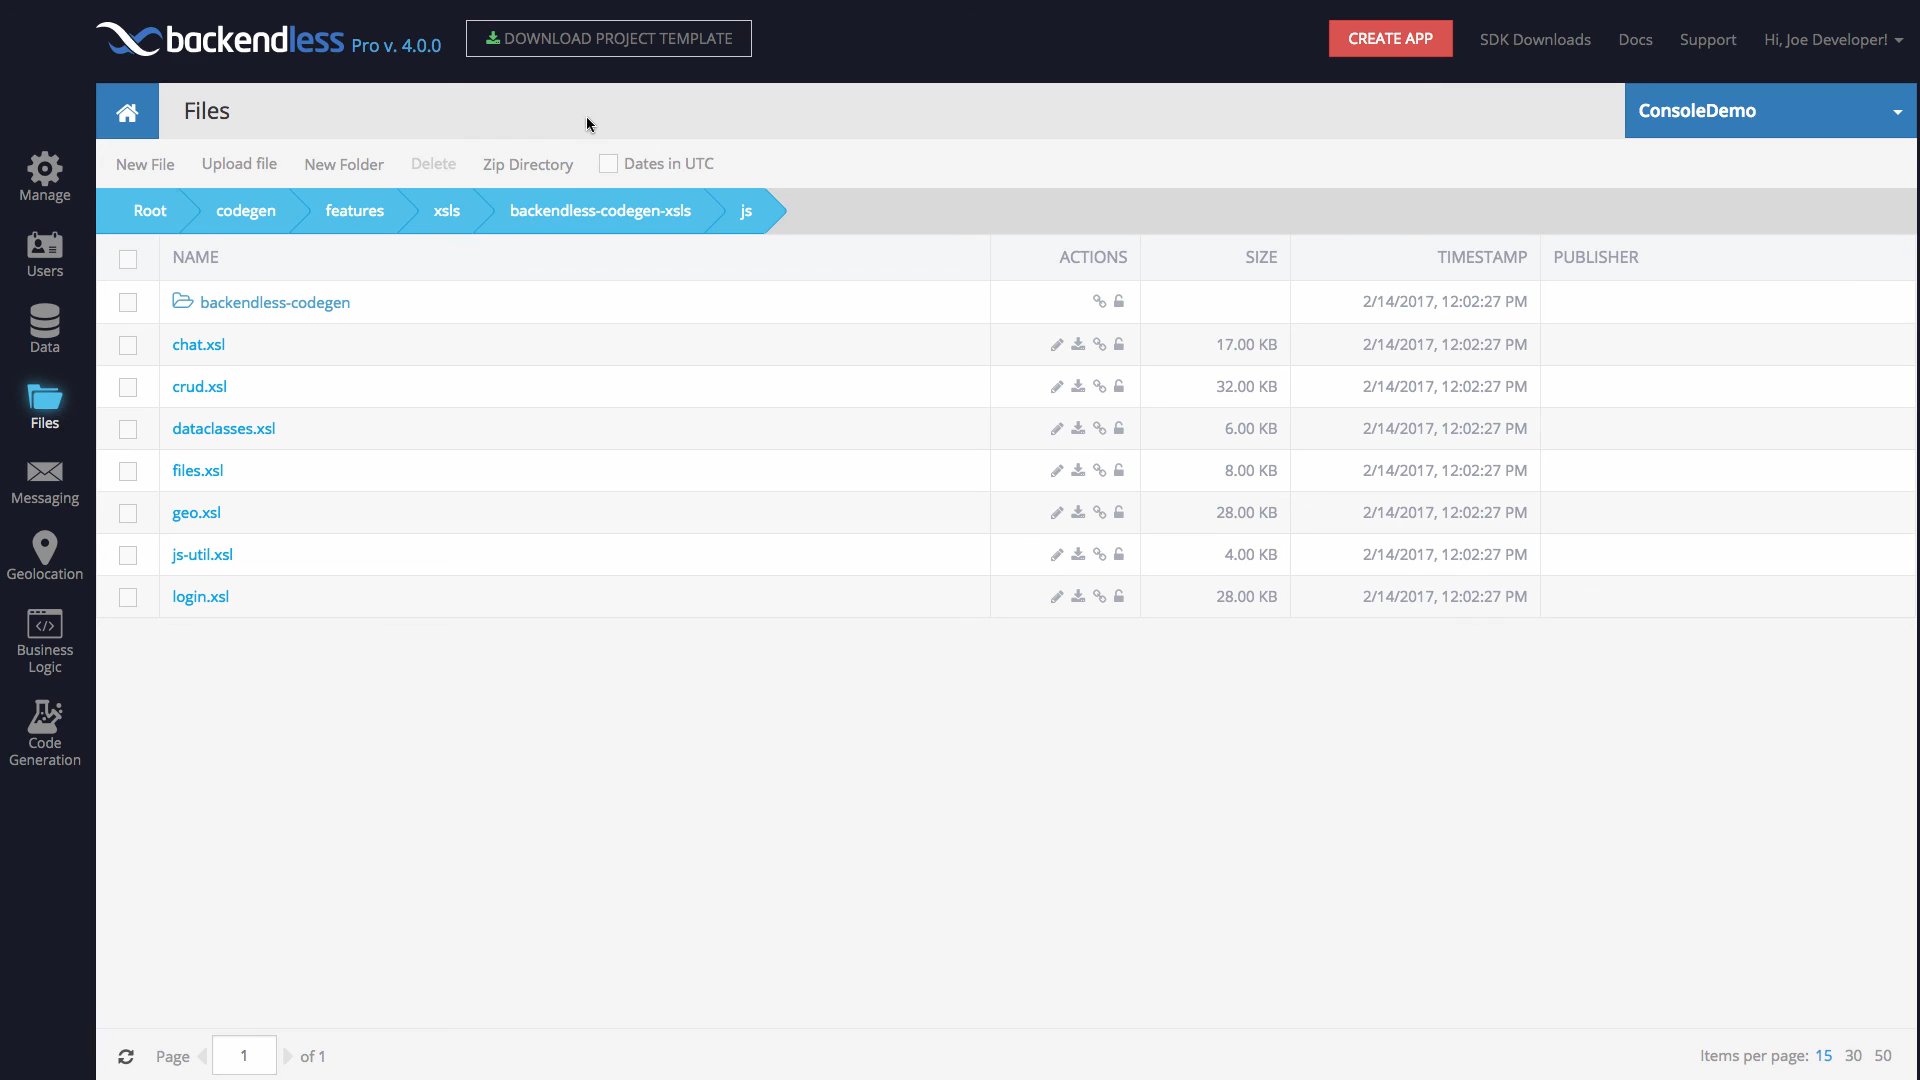 backendless Pro v. 4.0.0
DOWNLOAD PROJECT TEMPLATE
CREATE APP
SDK Downloads
Docs
Support
Hi, Joe Developer!
Files
ConsoleDemo
Manage
Users
Data
Files
Messaging
Geolocation
Business
Logic
Code
Generation
New File
Upload file
New Folder
Delete
Zip Directory
Dates in UTC
Root
codegen
features
xsls
backendless-codegen-xsls
js
NAME ACTIONS SIZE TIMESTAMP PUBLISHER
backendless-codegen 2/14/2017, 12:02:27 PM
chat.xsl 17.00 KB 2/14/2017, 12:02:27 PM
crud.xsl 32.00 KB 2/14/2017, 12:02:27 PM
dataclasses.xsl 6.00 KB 2/14/2017, 12:02:27 PM
files.xsl 8.00 KB 2/14/2017, 12:02:27 PM
geo.xsl 28.00 KB 2/14/2017, 12:02:27 PM
js-util.xsl 4.00 KB 2/14/2017, 12:02:27 PM
login.xsl 28.00 KB 2/14/2017, 12:02:27 PM
Page 1 of 1
Items per page: 15 30 50